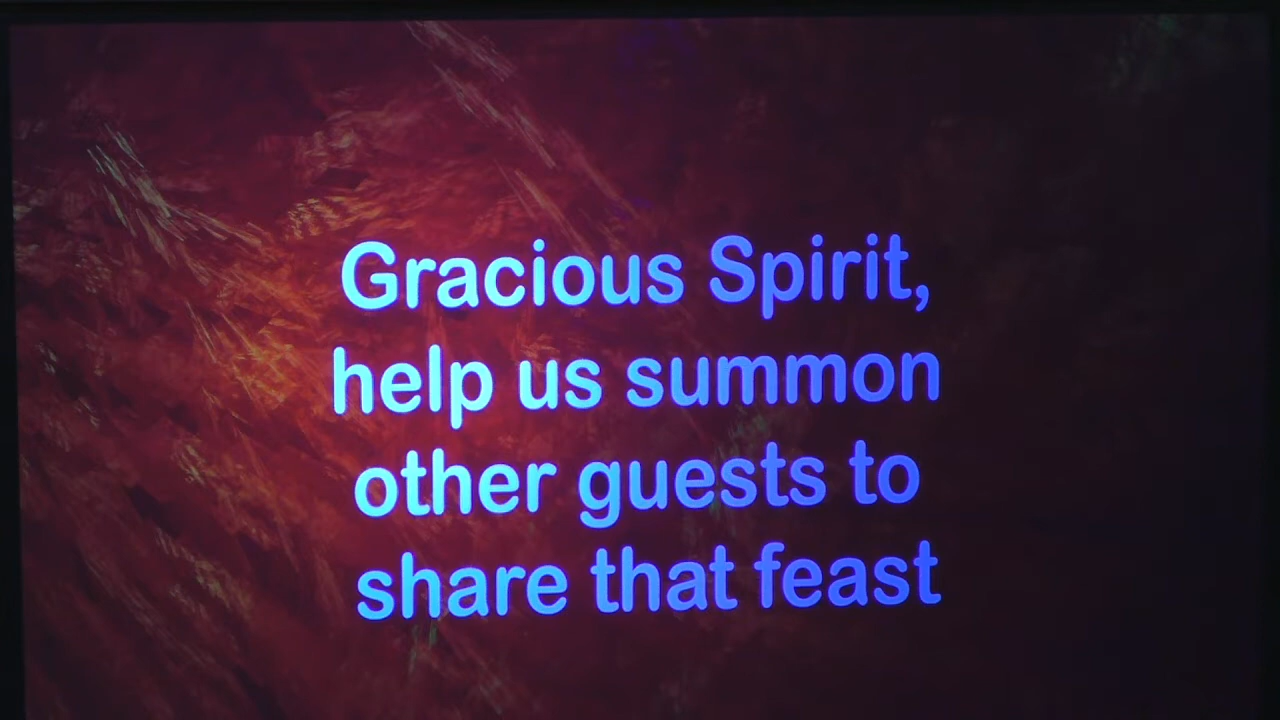 Gracious Spirit,
help us summon
other guests to
share that feast